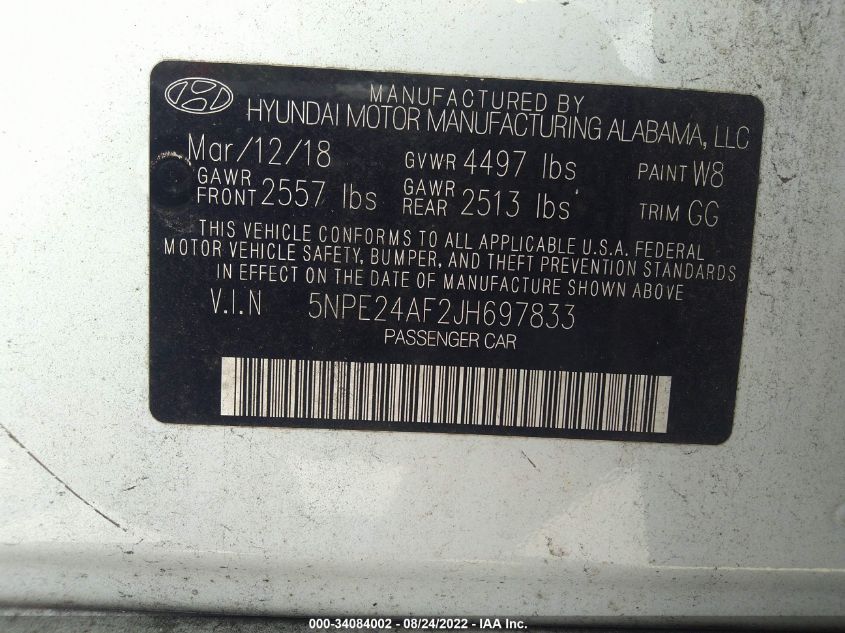 MANUFACTURED BY
HYUNDAI MOTOR MANUFACTURING ALABAMA, LLC
Mar/12/18 GVWR 4497 lbs PAINT W8
GAWR FRONT 2557 lbs GAWR REAR 2513 lbs TRIM GG
THIS VEHICLE CONFORMS TO ALL APPLICABLE U.S.A. FEDERAL
MOTOR VEHICLE SAFETY, BUMPER, AND THEFT PREVENTION STANDARDS
IN EFFECT ON THE DATE OF MANUFACTURE SHOWN ABOVE
V.I.N 5NPE24AF2JH697833
PASSENGER CAR
000-34084002 - 08/24/2022 - IAA Inc.